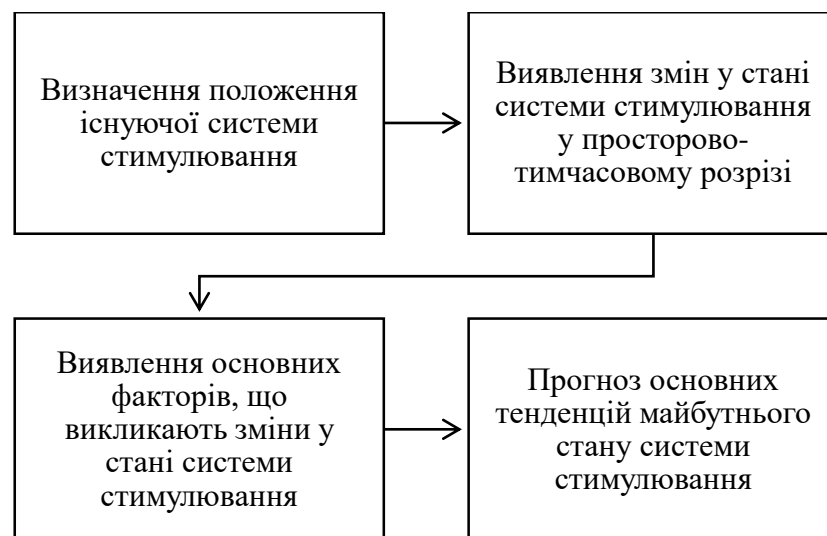 Визначення положення
існуючої системи
стимулювання
Виявлення змін у стані
системи стимулювання
у просторово-
тимчасовому розрізі
Виявлення основних
факторів, що
викликають зміни у
стані системи
стимулювання
Прогноз основних
тенденцій майбутнього
стану системи
стимулювання